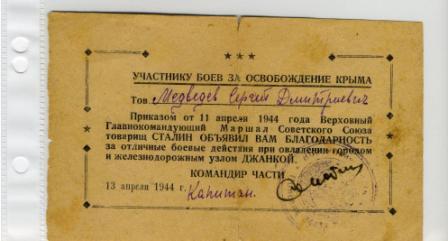 УЧАСТНИКУ БОЕВ ЗА ОСВОБОЖДЕНИЕ КРЫМА
Тов. Медведев Сергей Дмитриевич
Приказом от 11 апреля 1944 года Верховный
Главнокомандующий Маршал Советского Союза
товарищ СТАЛИН ОБЪЯВИЛ ВАМ БЛАГОДАРНОСТЬ
за отличные боевые действия при овладении городом
и железнодорожным узлом ДЖАНКОЙ.
КОМАНДИР ЧАСТИ
13 апреля 1944 г. Капитан